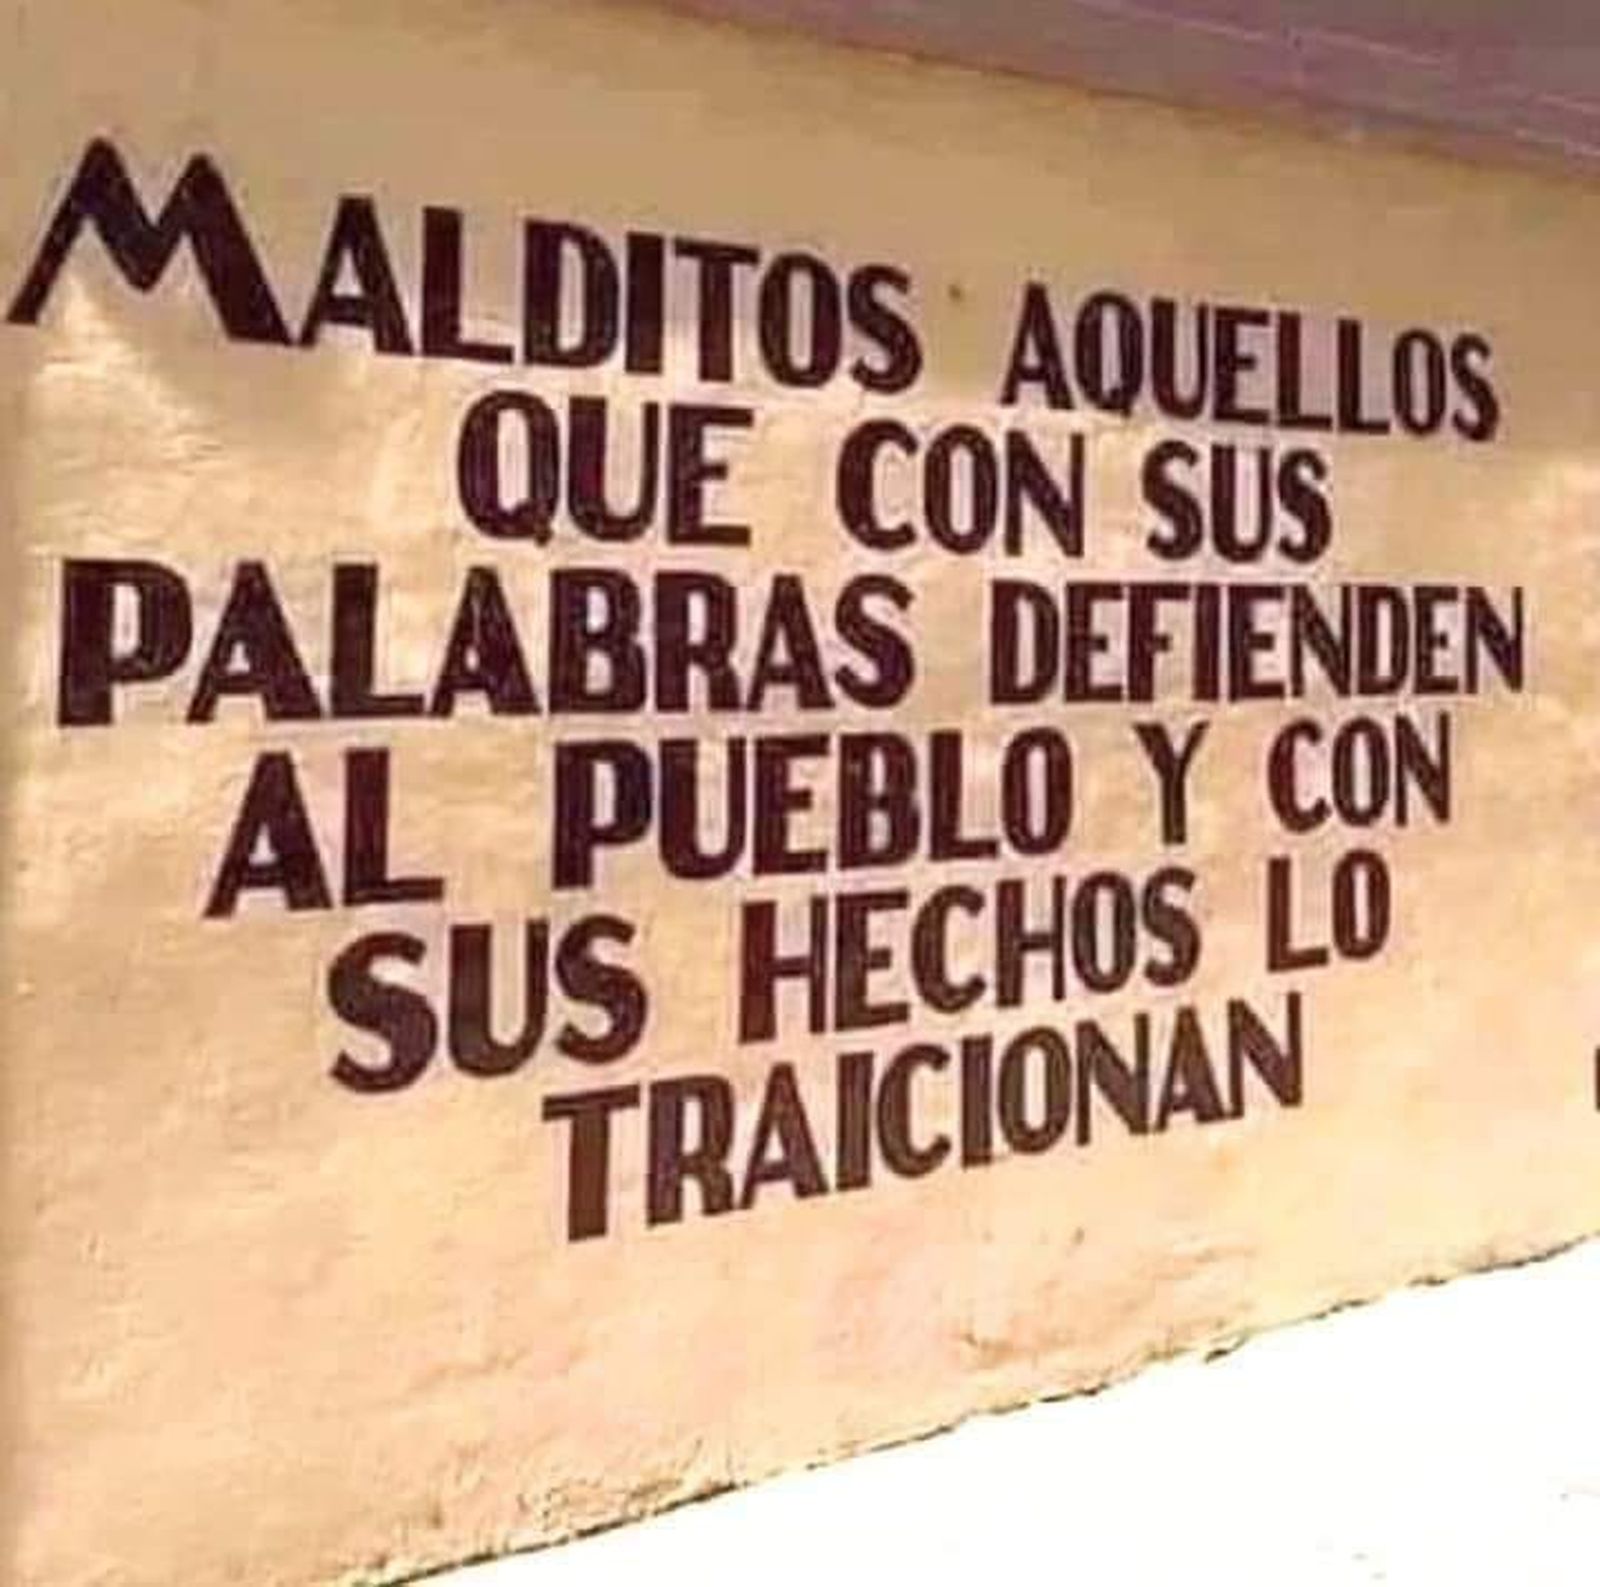 MALDITOS AQUELLOS
QUE CON SUS
PALABRAS DEFIENDEN
AL PUEBLO Y CON
SUS HECHOS LO
TRAICIONAN